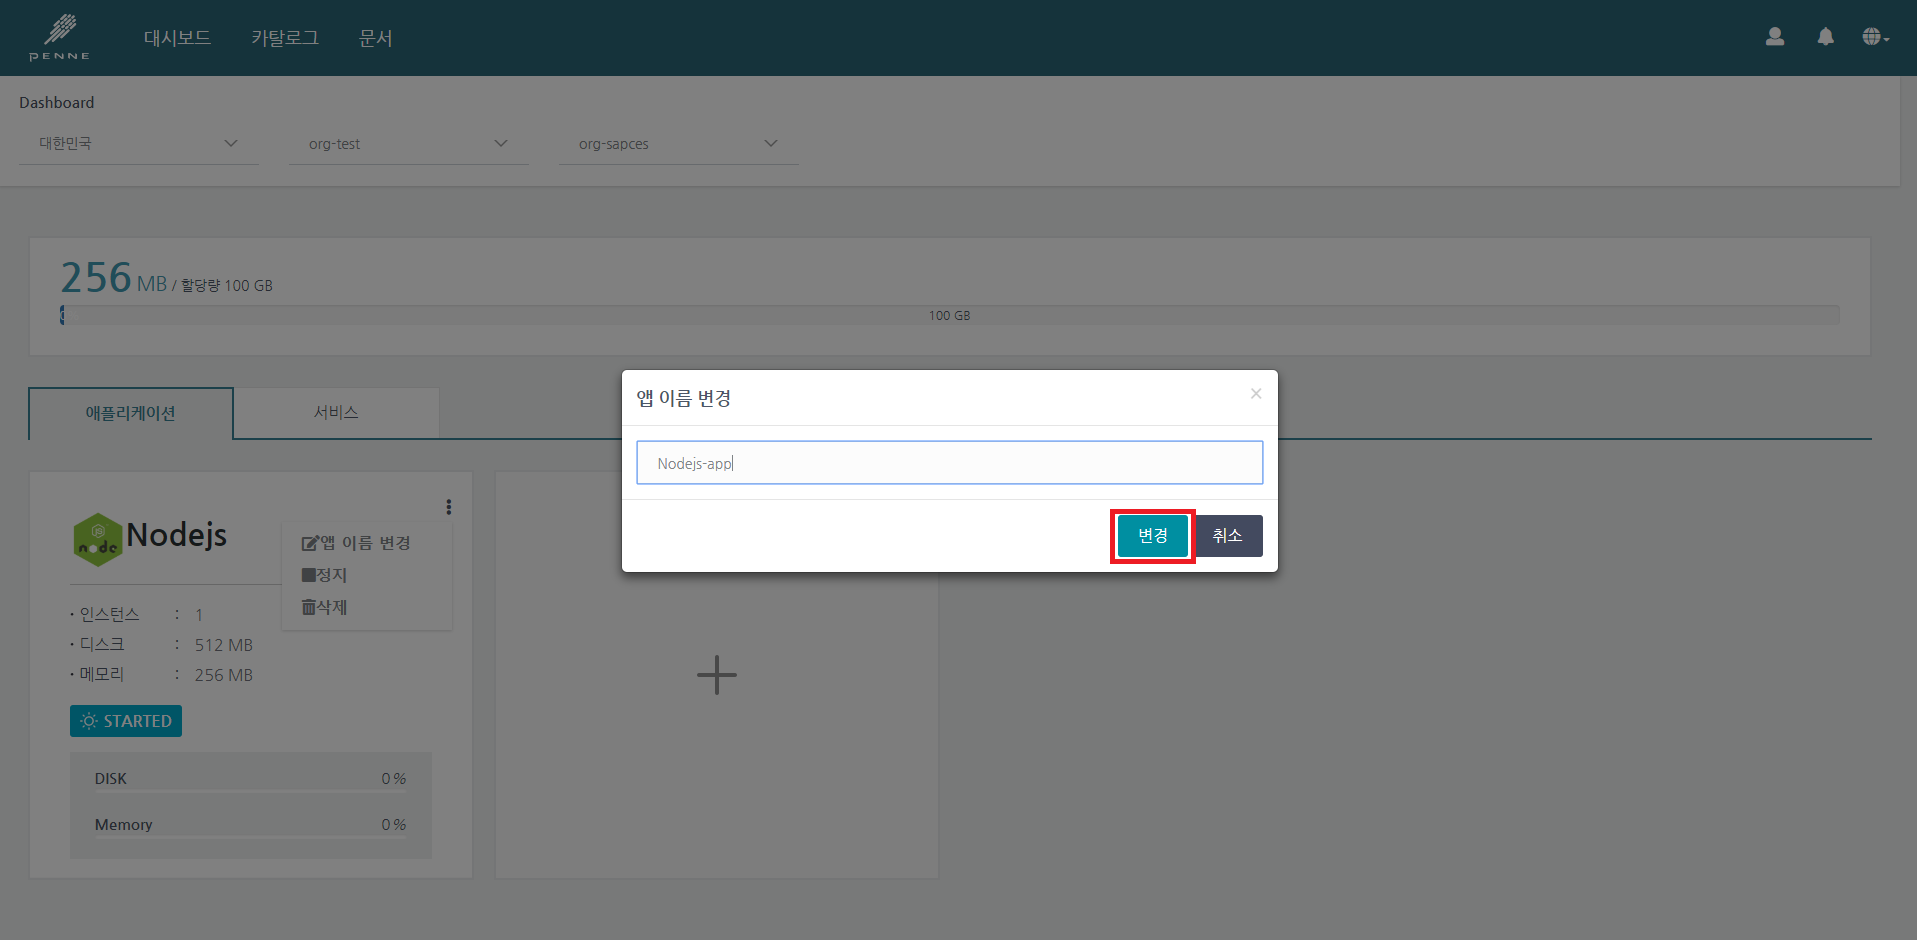 PENNE
대시보드
카탈로그
문서
Dashboard
대한민국
org-test
org-sapces
256 MB / 할당량 100 GB
100 GB
애플리케이션
서비스
앱 이름 변경
×
Nodejs-app
변경
취소
JS
node
Nodejs
앱 이름 변경
정지
삭제
· 인스턴스 : 1
· 디스크 : 512 MB
· 메모리 : 256 MB
STARTED
DISK 0 %
Memory 0 %